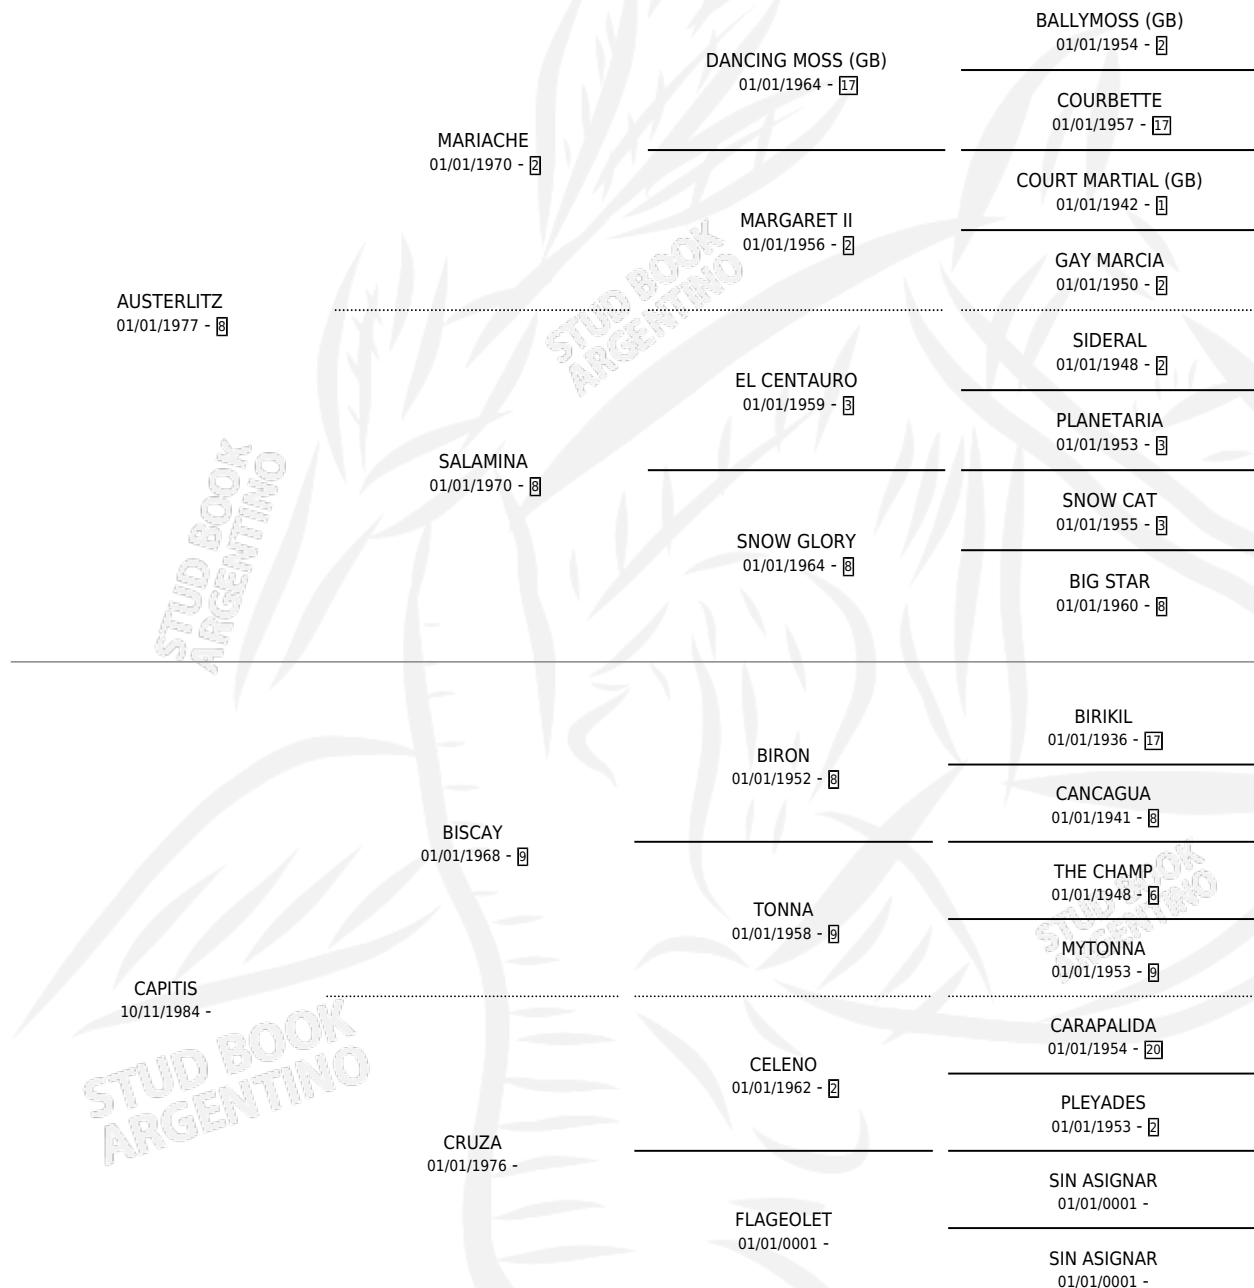 BALLYMOSS (GB)
01/01/1954 - 2
DANCING MOSS (GB)
01/01/1964 - 17
COURBETTE
01/01/1957 - 17
MARIACHE
01/01/1970 - 2
COURT MARTIAL (GB)
01/01/1942 - 1
MARGARET II
01/01/1956 - 2
GAY MARCIA
01/01/1950 - 2
AUSTERLITZ
01/01/1977 - 8
SIDERAL
01/01/1948 - 2
EL CENTAURO
01/01/1959 - 3
PLANETARIA
01/01/1953 - 3
SALAMINA
01/01/1970 - 8
SNOW CAT
01/01/1955 - 3
SNOW GLORY
01/01/1964 - 8
BIG STAR
01/01/1960 - 8
BIRIKIL
01/01/1936 - 17
BIRON
01/01/1952 - 8
CANCAGUA
01/01/1941 - 8
BISCAY
01/01/1968 - 9
THE CHAMP
01/01/1948 - 6
TONNA
01/01/1958 - 9
MYTONNA
01/01/1953 - 9
CAPITIS
10/11/1984 -
CARAPALIDA
01/01/1954 - 20
CELENO
01/01/1962 - 2
PLEYADES
01/01/1953 - 2
CRUZA
01/01/1976 -
SIN ASIGNAR
01/01/0001 -
FLAGEOLET
01/01/0001 -
SIN ASIGNAR
01/01/0001 -
STUD BOOK
ARGENTINO
STUD BOOK
ARGENTINO
STUD BOOK
ARGENTINO
STUD BOOK
ARGENTINO